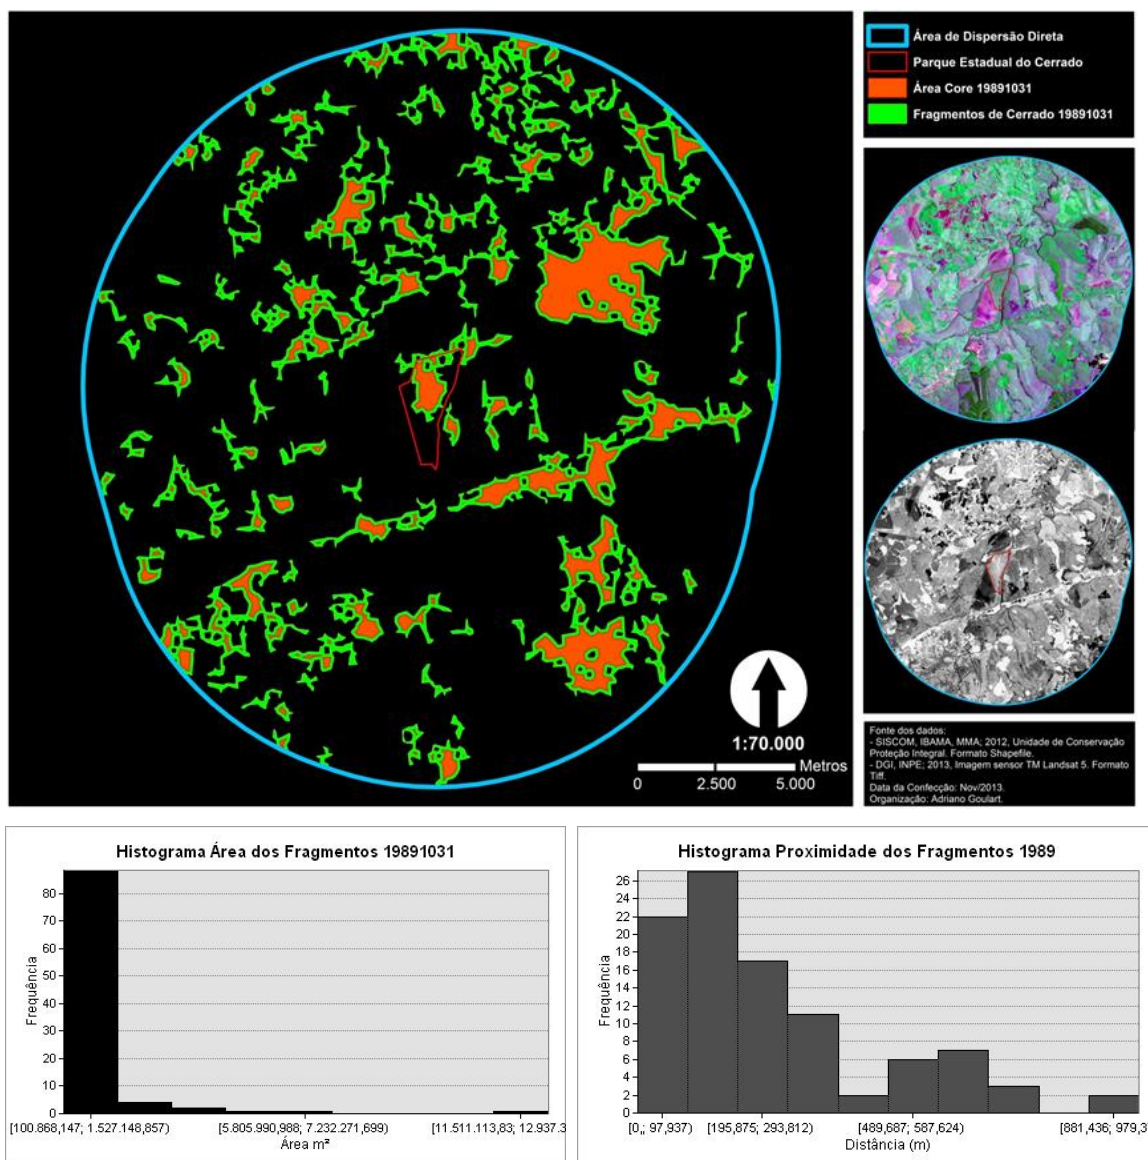 Área de Dispersão Direta
Parque Estadual do Cerrado
Área Core 19891031
Fragmentos de Cerrado 19891031
1:70.000
Metros
0 2.500 5.000
Fonte dos dados:
- SISCOM, IBAMA, MMA; 2012, Unidade de Conservação
Proteção Integral. Formato Shapefile.
- DGI, INPE; 2013, Imagem sensor TM Landsat 5. Formato
Tiff.
Data da Confecção: Nov/2013.
Organização: Adriano Goulart.
Histograma Área dos Fragmentos 19891031
Frequência
80
70
60
50
40
30
20
10
0
[100.868,147; 1.527.148,857) [5.805.990,988; 7.232.271,699) [11.511.113,83; 12.937.3
Área m²
Histograma Proximidade dos Fragmentos 1989
Frequência
26
24
22
20
18
16
14
12
10
8
6
4
2
0
[0,; 97,937) [195,875; 293,812) [489,687; 587,624) [881,436; 979,3
Distância (m)